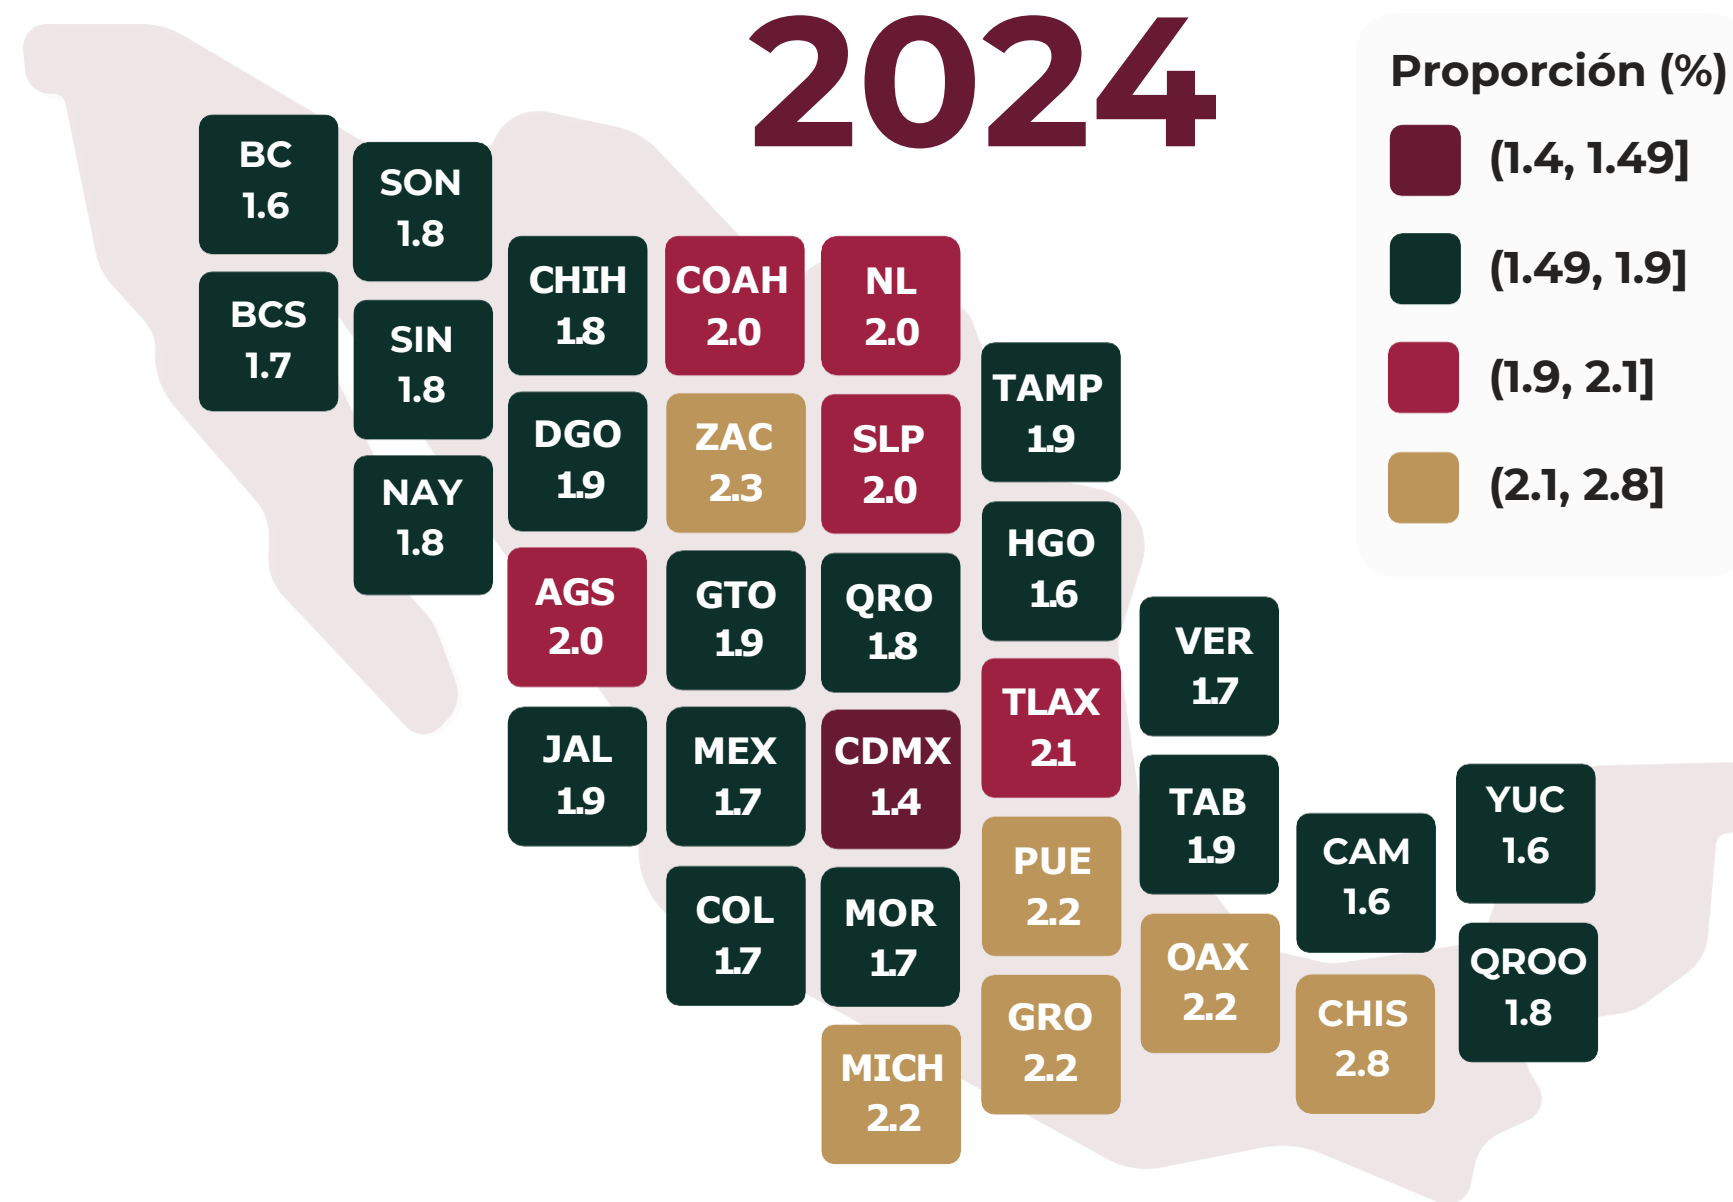 2024
Proporción (%)
(1.4, 1.49]
(1.49, 1.9]
(1.9, 2.1]
(2.1, 2.8]
BC
1.6
SON
1.8
BCS
1.7
SIN
1.8
NAY
1.8
CHIH
1.8
COAH
2.0
NL
2.0
TAMP
1.9
DGO
1.9
ZAC
2.3
SLP
2.0
HGO
1.6
AGS
2.0
GTO
1.9
QRO
1.8
TLAX
2.1
VER
1.7
JAL
1.9
MEX
1.7
CDMX
1.4
PUE
2.2
TAB
1.9
CAM
1.6
YUC
1.6
COL
1.7
MOR
1.7
GRO
2.2
OAX
2.2
CHIS
2.8
QROO
1.8
MICH
2.2